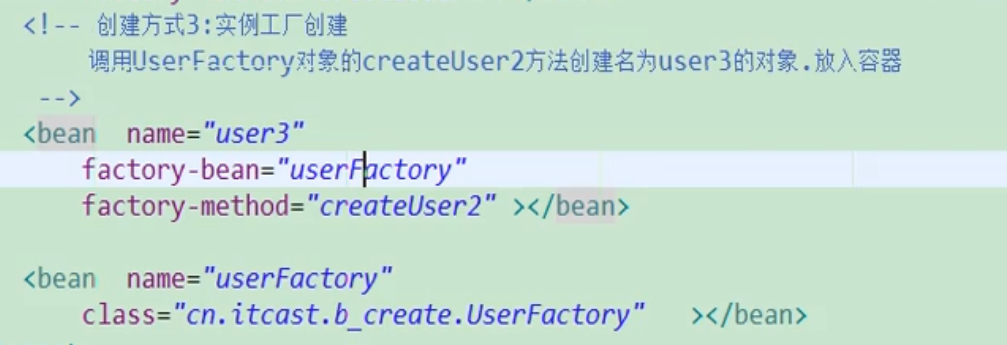 <!-- 创建方式3:实例工厂创建
调用UserFactory对象的createUser2方法创建名为user3的对象.放入容器
-->
<bean  name="user3"
factory-bean="userFactory"
factory-method="createUser2" ></bean>
<bean  name="userFactory"
class="cn.itcast.b_create.UserFactory"   ></bean>